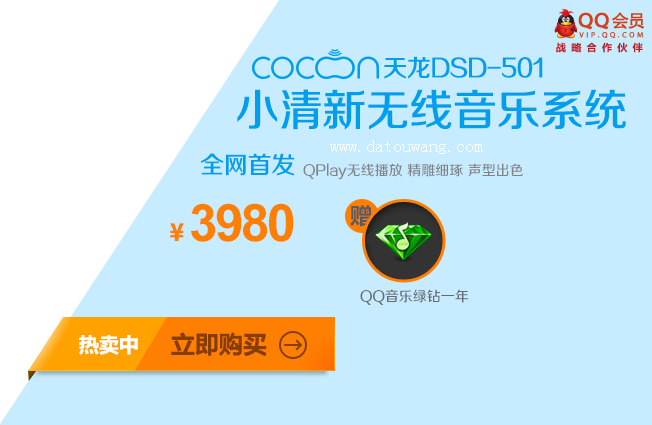 QQ会员
VIP.QQ.COM
战略合作伙伴
COCOON天龙DSD-501
小清新无线音乐系统
www.datouwang.com
全网首发 QPlay无线播放 精雕细琢 声型出色
¥3980
赠
QQ音乐绿钻一年
热卖中 立即购买